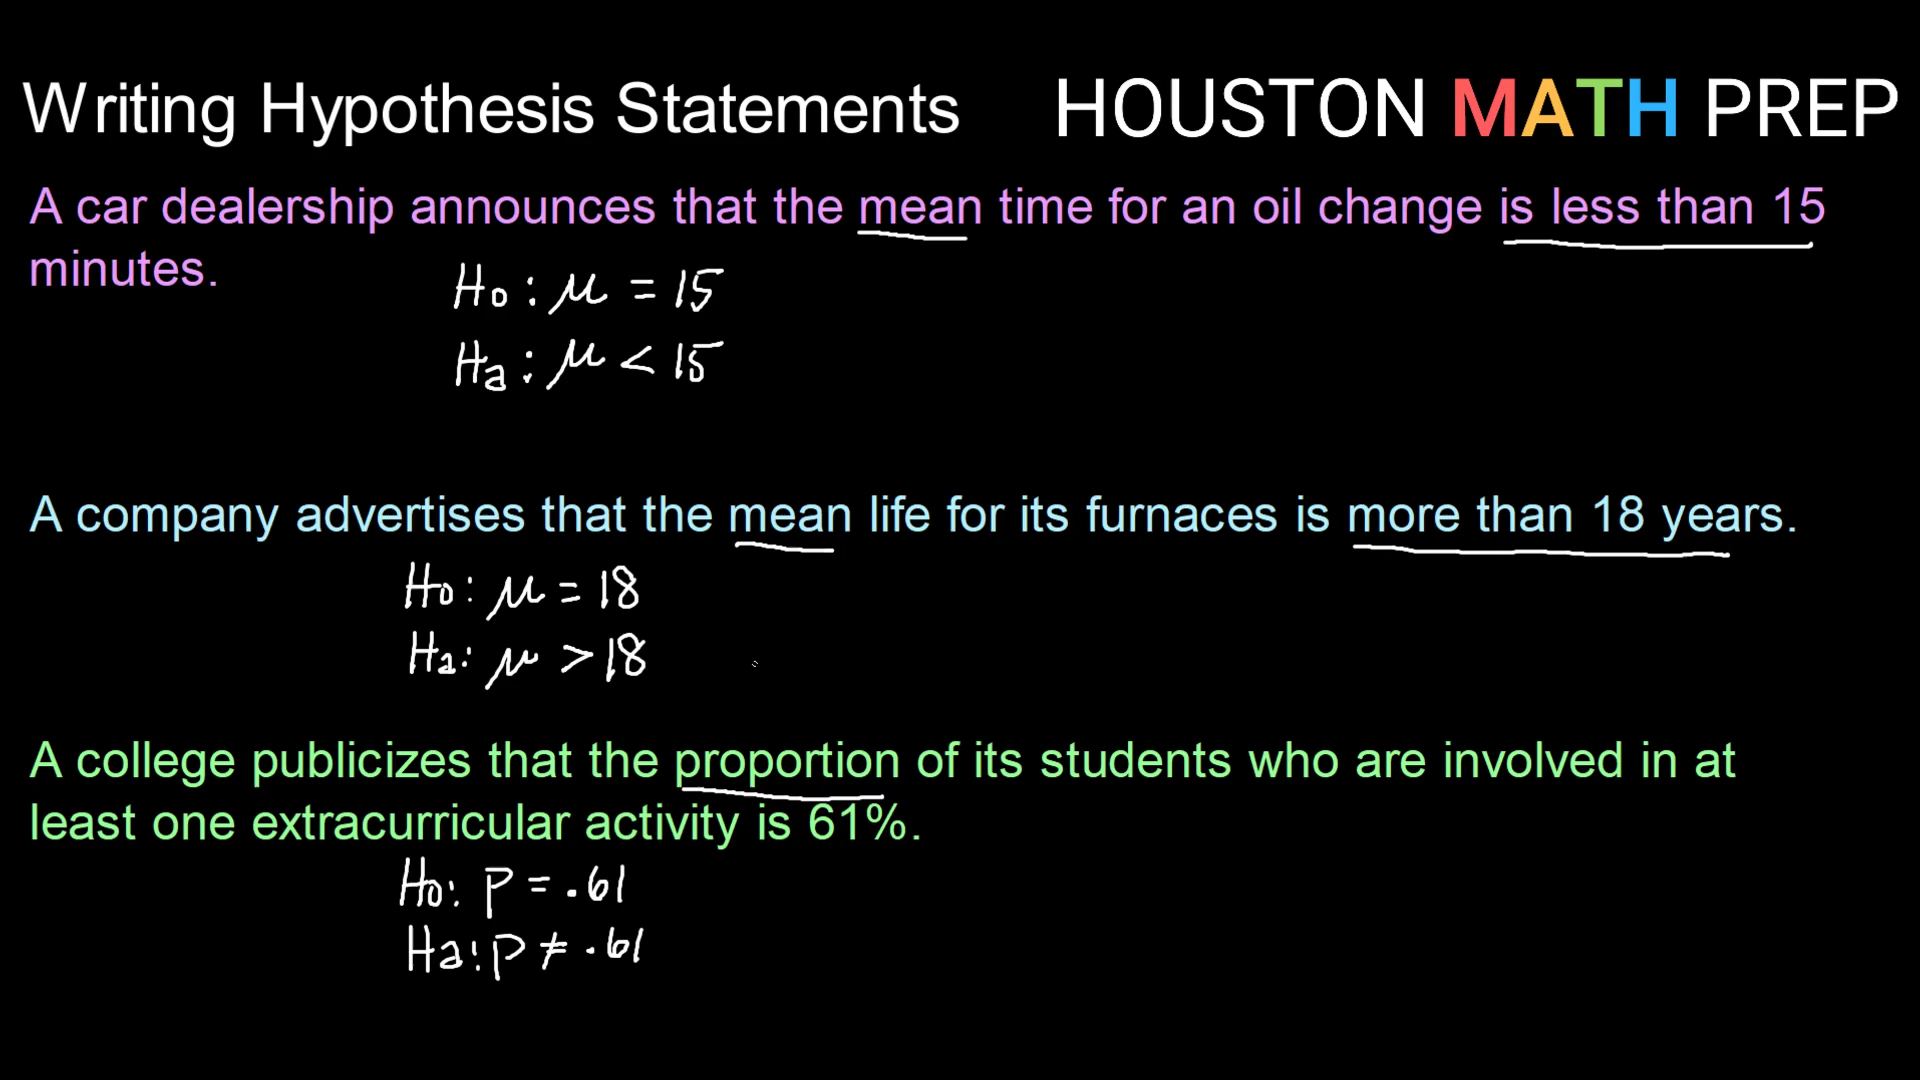 Writing Hypothesis Statements HOUSTON MATH PREP
A car dealership announces that the mean time for an oil change is less than 15
minutes.
H₀: μ = 15
Hₐ: μ < 15
A company advertises that the mean life for its furnaces is more than 18 years.
H₀: μ = 18
Hₐ: μ > 18
A college publicizes that the proportion of its students who are involved in at
least one extracurricular activity is 61%.
H₀: p = .61
Hₐ: p ≠ .61